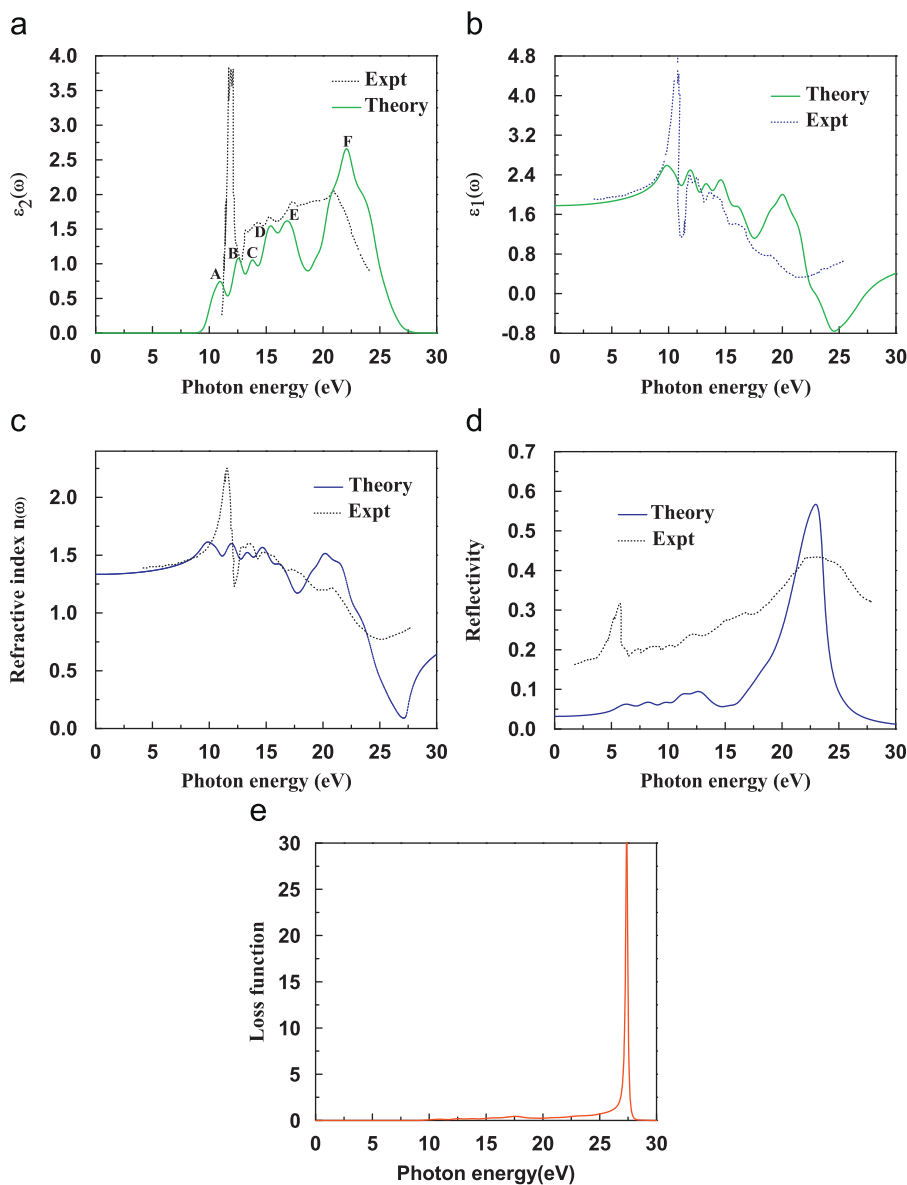 a
4.0
3.5
3.0
2.5
2.0
1.5
1.0
0.5
0.0
ε2(ω)
Expt
Theory
A
B
C
D
E
F
0 5 10 15 20 25 30
Photon energy (eV)
b
4.8
4.0
3.2
2.4
1.6
0.8
0.0
-0.8
ε1(ω)
Theory
Expt
0 5 10 15 20 25 30
Photon energy (eV)
c
2.0
1.5
1.0
0.5
0.0
Refractive index n(ω)
Theory
Expt
0 5 10 15 20 25 30
Photon energy (eV)
d
0.7
0.6
0.5
0.4
0.3
0.2
0.1
0.0
Reflectivity
Theory
Expt
0 5 10 15 20 25 30
Photon energy (eV)
e
30
25
20
15
10
5
0
Loss function
0 5 10 15 20 25 30
Photon energy(eV)